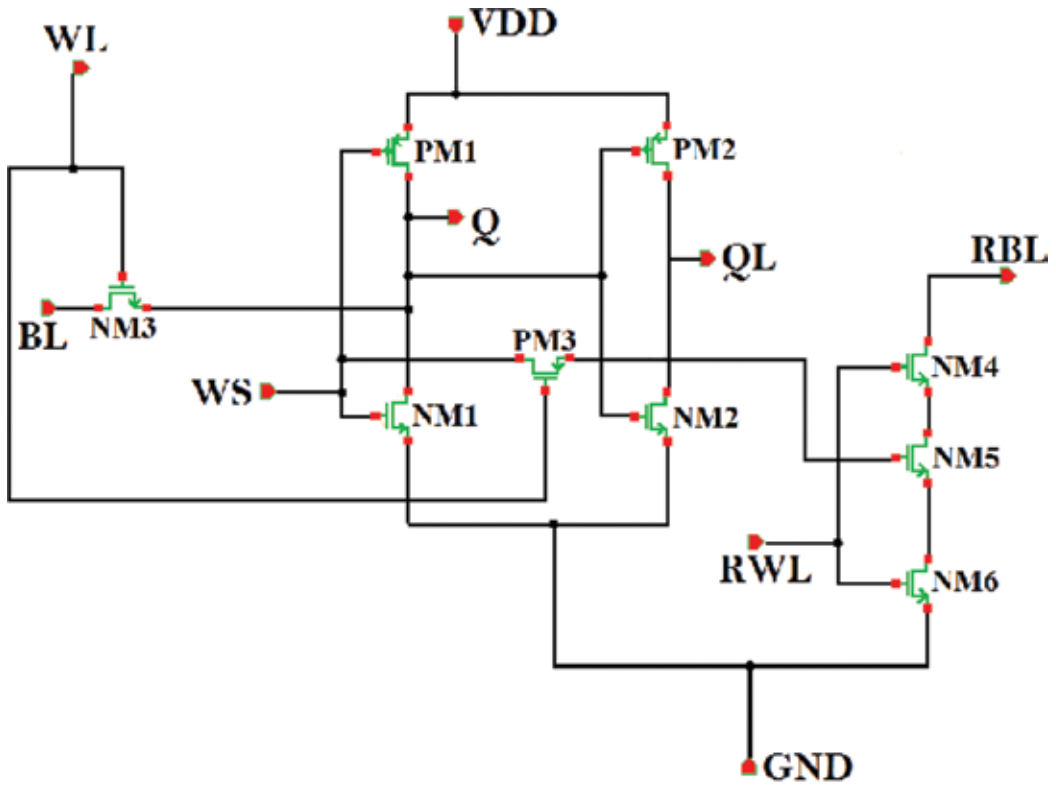 VDD
WL
PM1
PM2
Q
QL
RBL
BL
NM3
PM3
NM4
WS
NM1
NM2
NM5
RWL
NM6
GND